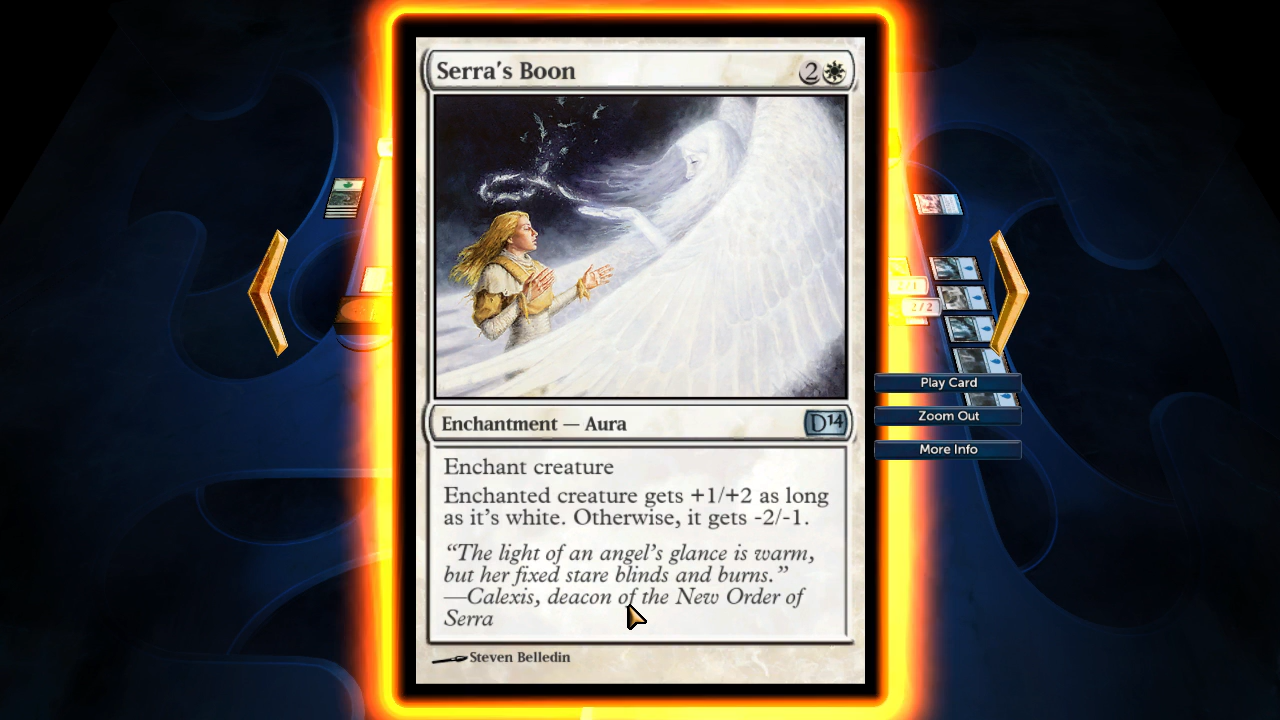 Serra's Boon 2
Enchantment — Aura D14
Enchant creature
Enchanted creature gets +1/+2 as long
as it's white. Otherwise, it gets -2/-1.
“The light of an angel's glance is warm,
but her fixed stare blinds and burns.”
—Calexis, deacon of the New Order of
Serra
Steven Belledin
2/2
Play Card
Zoom Out
More Info